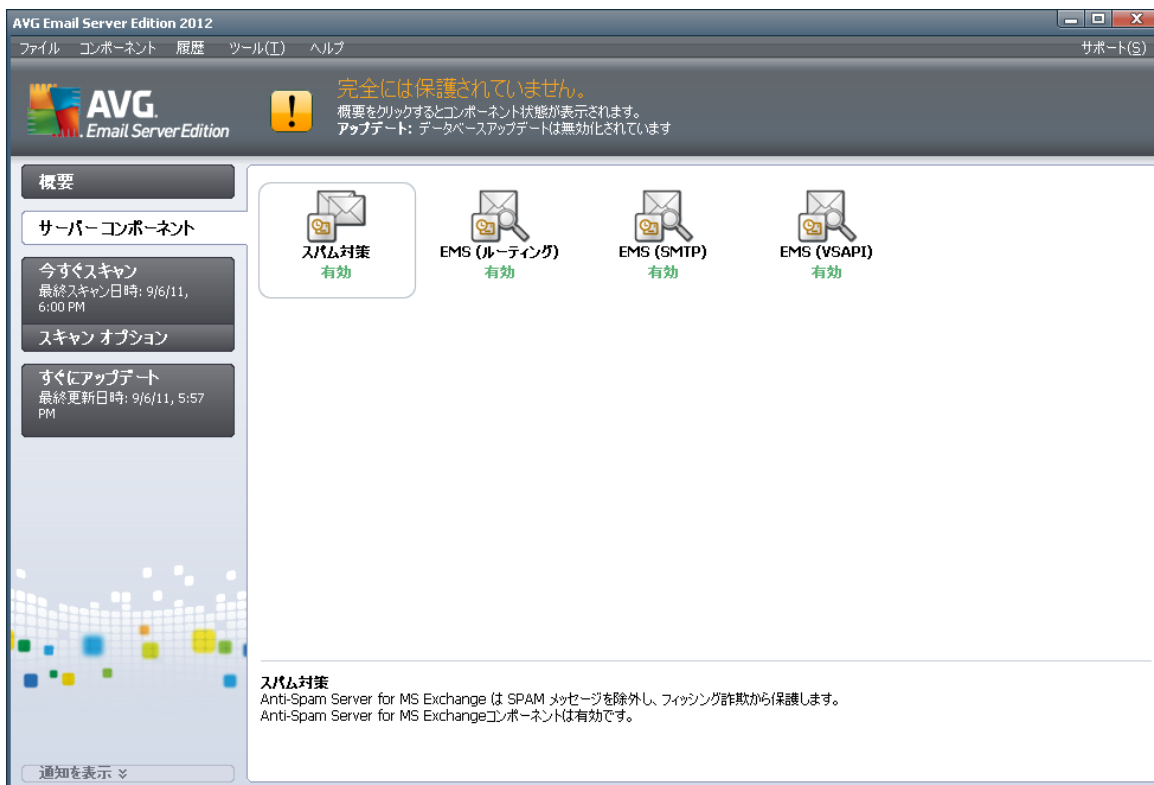 AVG Email Server Edition 2012
ファイル コンポーネント 履歴 ツール(T) ヘルプ サポート(S)
AVG.
Email Server Edition
完全には保護されていません。
概要をクリックするとコンポーネント状態が表示されます。
アップデート: データベースアップデートは無効化されています
概要
サーバー コンポーネント
今すぐスキャン
最終スキャン日時: 9/6/11,
6:00 PM
スキャン オプション
すぐにアップデート
最終更新日時: 9/6/11, 5:57
PM
スパム対策
有効
EMS (ルーティング)
有効
EMS (SMTP)
有効
EMS (VSAPI)
有効
スパム対策
Anti-Spam Server for MS Exchange は SPAM メッセージを除外し、フィッシング詐欺から保護します。
Anti-Spam Server for MS Exchangeコンポーネントは有効です。
通知を表示